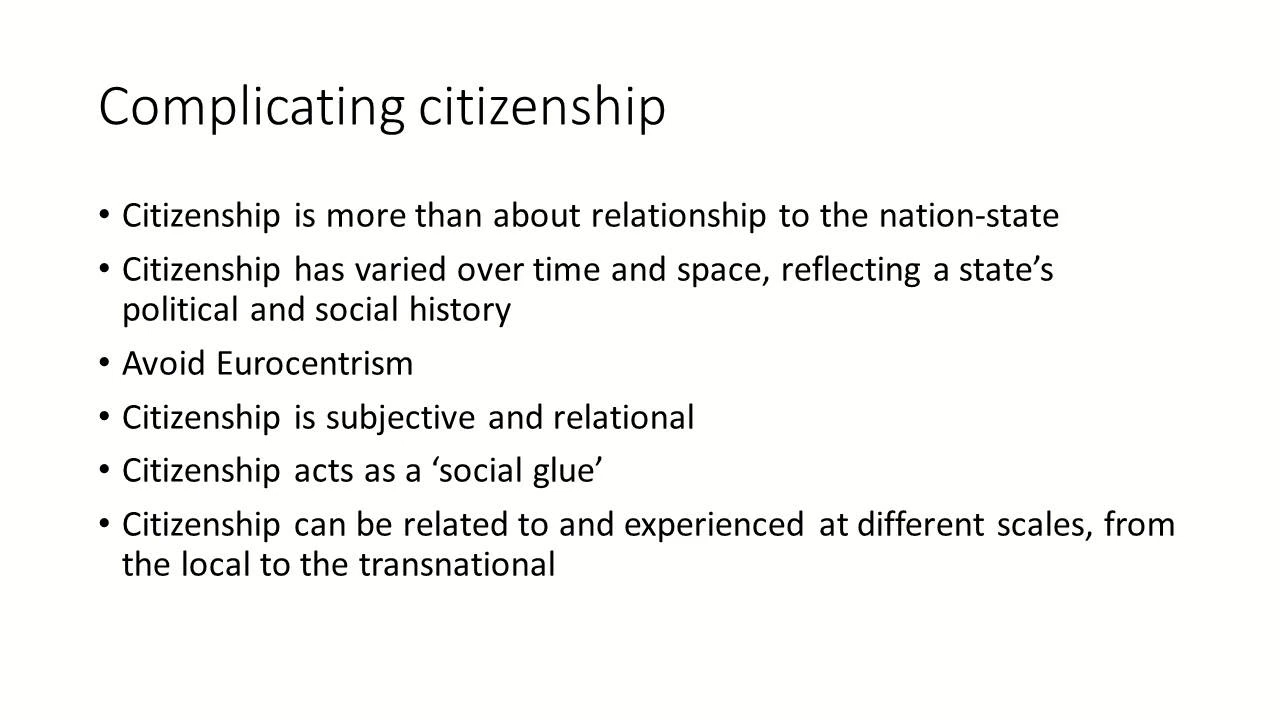 Complicating citizenship
• Citizenship is more than about relationship to the nation-state
• Citizenship has varied over time and space, reflecting a state’s
political and social history
• Avoid Eurocentrism
• Citizenship is subjective and relational
• Citizenship acts as a ‘social glue’
• Citizenship can be related to and experienced at different scales, from
the local to the transnational